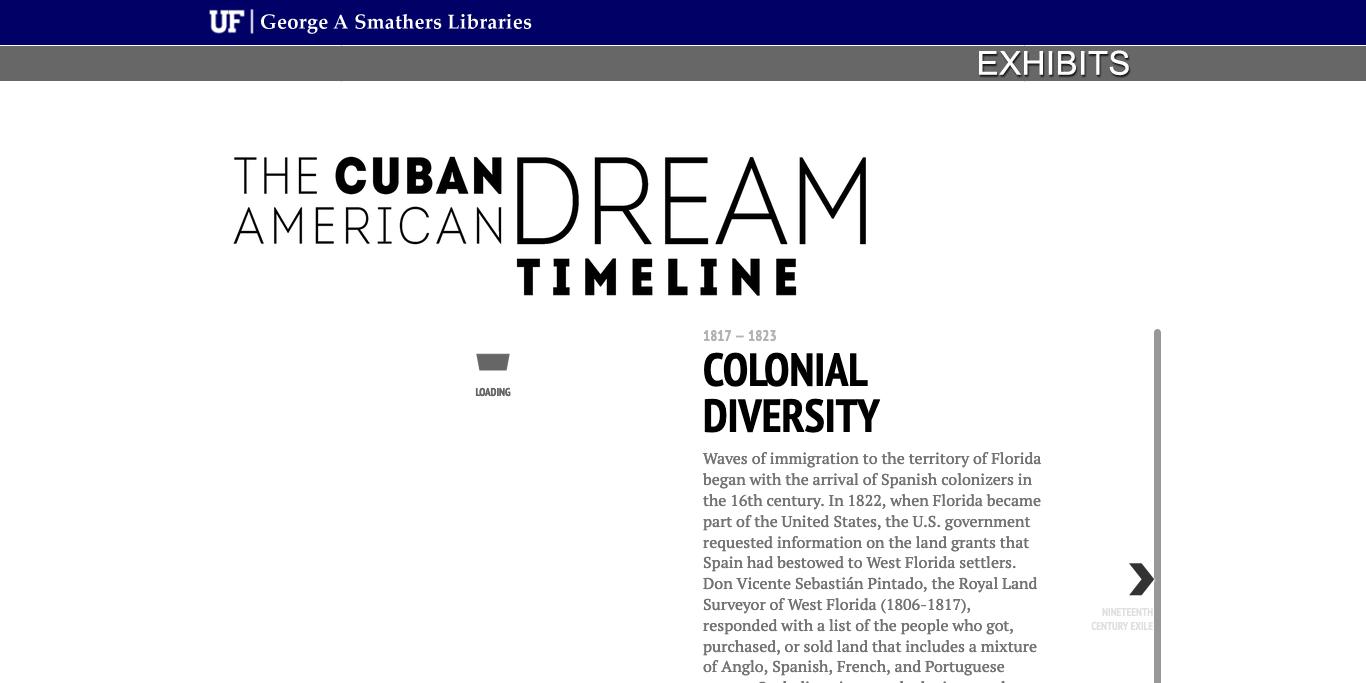 UF | George A Smathers Libraries
EXHIBITS
THE CUBAN
AMERICAN
DREAM
TIMELINE
LOADING
1817 – 1823
COLONIAL
DIVERSITY
Waves of immigration to the territory of Florida
began with the arrival of Spanish colonizers in
the 16th century. In 1822, when Florida became
part of the United States, the U.S. government
requested information on the land grants that
Spain had bestowed to West Florida settlers.
Don Vicente Sebastián Pintado, the Royal Land
Surveyor of West Florida (1806-1817),
responded with a list of the people who got,
purchased, or sold land that includes a mixture
of Anglo, Spanish, French, and Portuguese
NINETEENTH
CENTURY EXILE